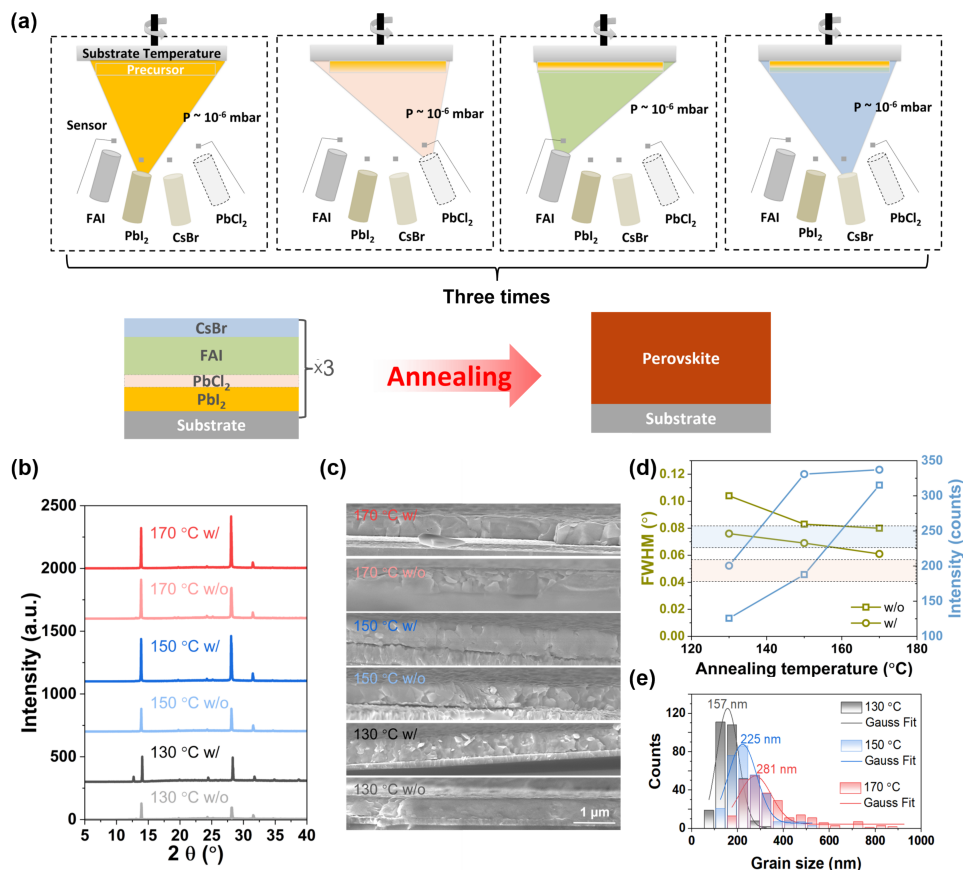 (a)
Substrate Temperature
Precursor
P ~ 10⁻⁶ mbar
Sensor
FAI
PbI₂
CsBr
PbCl₂
P ~ 10⁻⁶ mbar
FAI
PbI₂
CsBr
PbCl₂
P ~ 10⁻⁶ mbar
FAI
PbI₂
CsBr
PbCl₂
P ~ 10⁻⁶ mbar
FAI
PbI₂
CsBr
PbCl₂
Three times
CsBr
FAI
PbCl₂
PbI₂
Substrate
×3
Annealing
Perovskite
Substrate
(b)
Intensity (a.u.)
2500
2000
1500
1000
500
0
170 °C w/
170 °C w/o
150 °C w/
150 °C w/o
130 °C w/
130 °C w/o
5 10 15 20 25 30 35 40
2 θ (°)
(c)
170 °C w/
170 °C w/o
150 °C w/
150 °C w/o
130 °C w/
130 °C w/o
1 μm
(d)
FWHM (°)
0.12
0.10
0.08
0.06
0.04
0.02
0.00
350
300
250
200
150
100
Intensity (counts)
w/o
w/
120 140 160 180
Annealing temperature (°C)
(e)
Counts
120
90
60
30
0
157 nm
225 nm
281 nm
130 °C
Gauss Fit
150 °C
Gauss Fit
170 °C
Gauss Fit
0 200 400 600 800 1000
Grain size (nm)